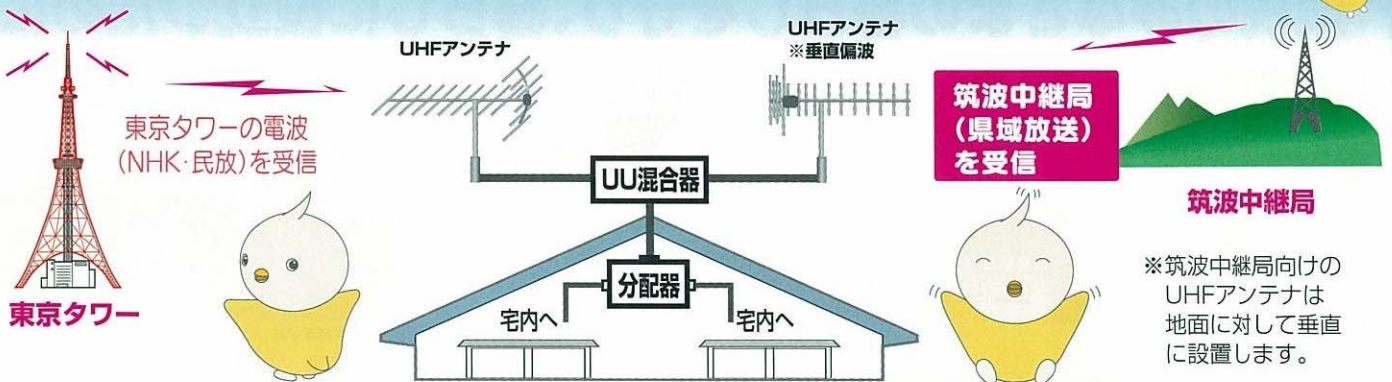 UHFアンテナ
UHFアンテナ
※垂直偏波
東京タワーの電波
(NHK・民放)を受信
筑波中継局
(県域放送)
を受信
UU混合器
筑波中継局
分配器
東京タワー
宅内へ
宅内へ
※筑波中継局向けの
UHFアンテナは
地面に対して垂直
に設置します。